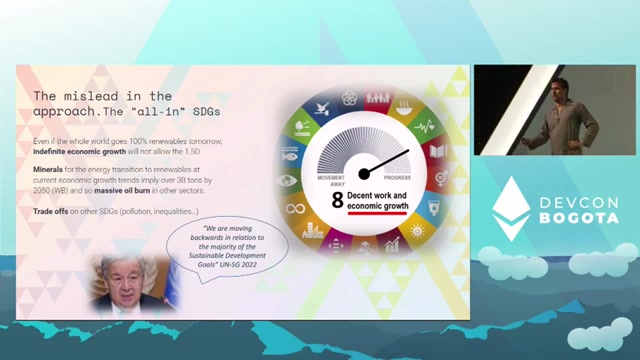 The mislead in the
approach.The “all-in” SDGs
Even if the whole world goes 100% renewables tomorrow,
indefinite economic growth will not allow the 1.5D
Minerals for the energy transition to renewables at
current economic growth trends imply over 3B tons by
2050 (WB) and so massive oil burn in other sectors.
Trade offs on other SDGs (pollution, inequalities...)
"We are moving
backwards in relation to
the majority of the
Sustainable Development
Goals" UN-SG 2022
MOVEMENT
AWAY
PROGRESS
8 Decent work and
economic growth
DEVCON
BOGOTA